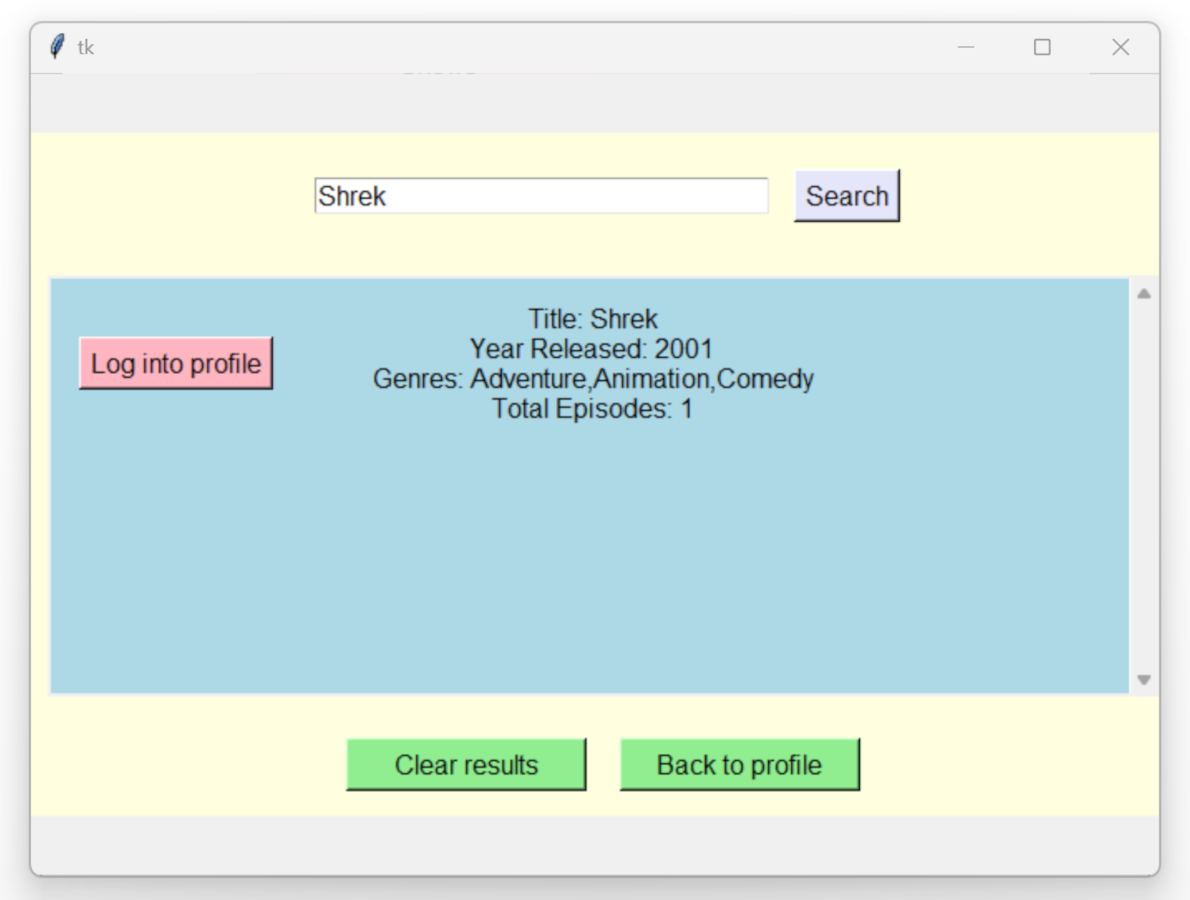 tk
Shrek
Search
Log into profile
Title: Shrek
Year Released: 2001
Genres: Adventure,Animation,Comedy
Total Episodes: 1
Clear results
Back to profile